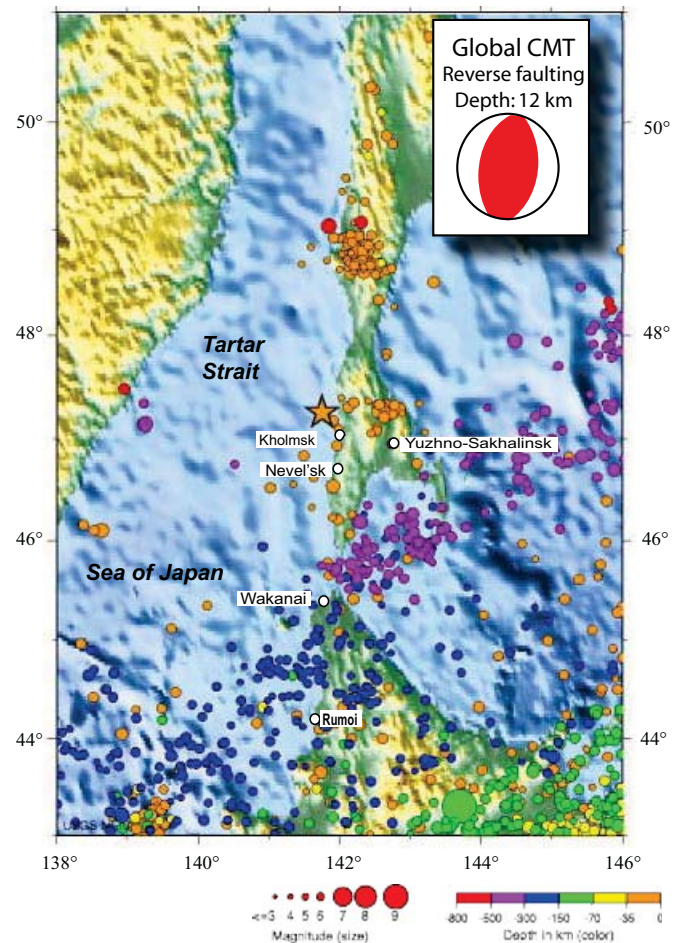 Global CMT
Reverse faulting
Depth: 12 km
50°
50°
48°
48°
Tartar
Strait
Kholmsk
Yuzhno-Sakhalinsk
Nevel'sk
46°
46°
Sea of Japan
Wakanai
Rumoi
44°
44°
USGS
138°
140°
142°
144°
146°
<=3 4 5 6 7 8 9
Magnitude (size)
-800 -500 -300 -150 -70 -35 0
Depth in km (color)